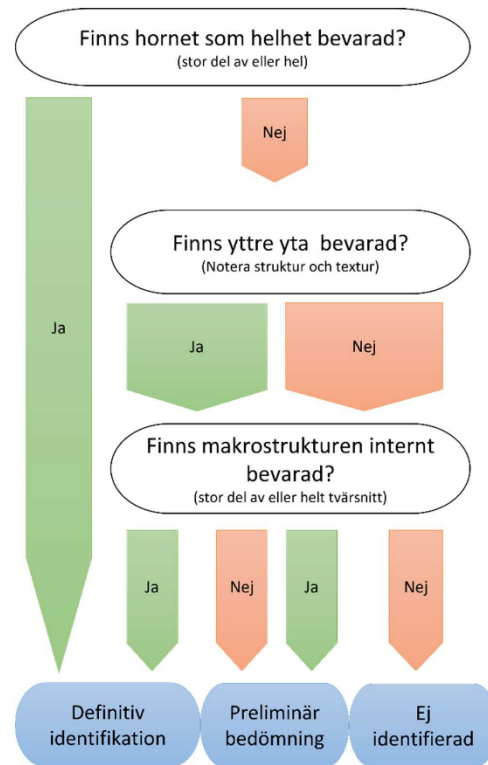 Finns hornet som helhet bevarad?
(stor del av eller hel)
Nej
Finns yttre yta bevarad?
(Notera struktur och textur)
Ja
Ja
Nej
Finns makrostrukturen internt
bevarad?
(stor del av eller helt tvärsnitt)
Ja
Nej
Ja
Nej
Definitiv
identifikation
Preliminär
bedömning
Ej
identifierad